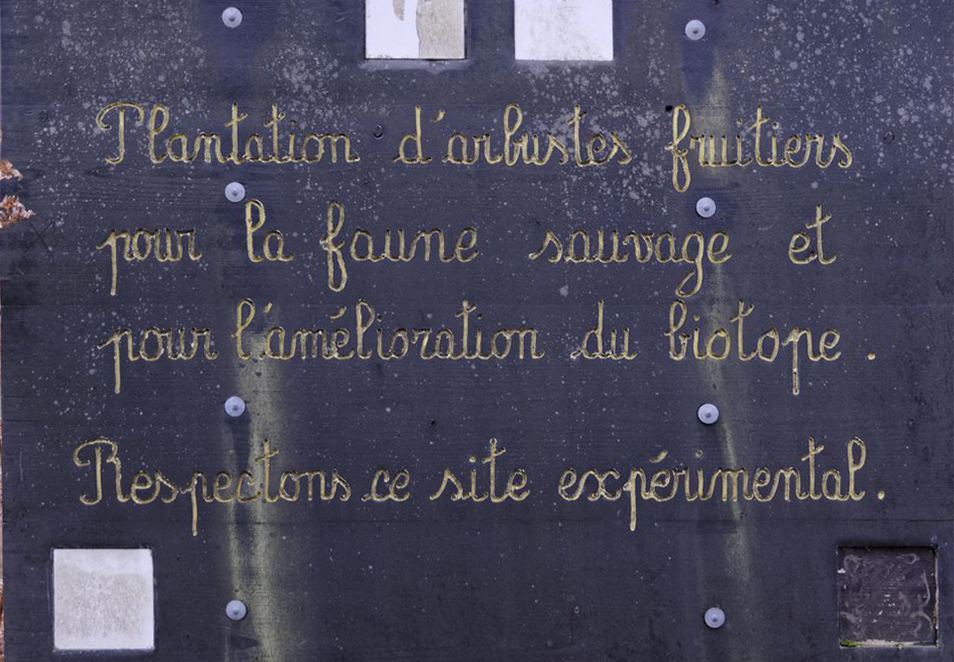 Plantation d'arbustes fruitiers
pour la faune sauvage et
pour l'amélioration du biotope.
Respectons ce site expérimental.